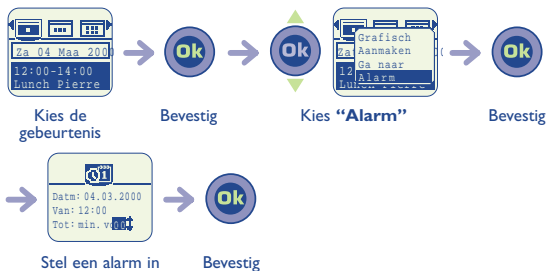 Za 04 Maa 2000
12:00-14:00
Lunch Pierre
Kies de
gebeurtenis
Ok
Bevestig
Ok
Grafisch
Aanmaken
Ga naar
Alarm
Kies “Alarm”
Ok
Bevestig
Datm: 04.03.2000
Van: 12:00
Tot: min. v 00
Stel een alarm in
Ok
Bevestig